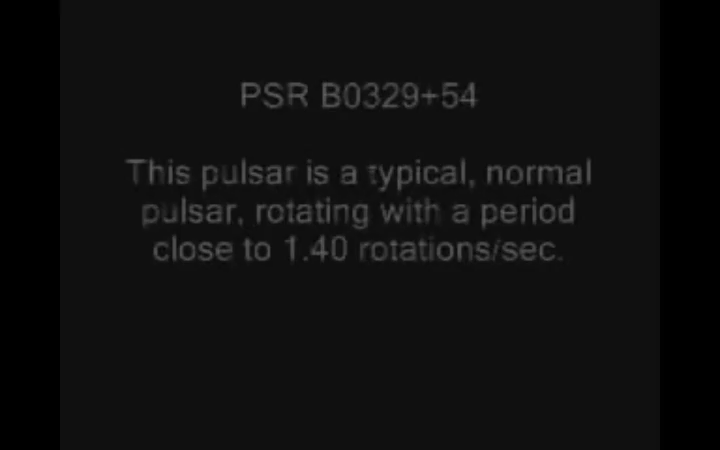 PSR B0329+54
This pulsar is a typical, normal
pulsar, rotating with a period
close to 1.40 rotations/sec.